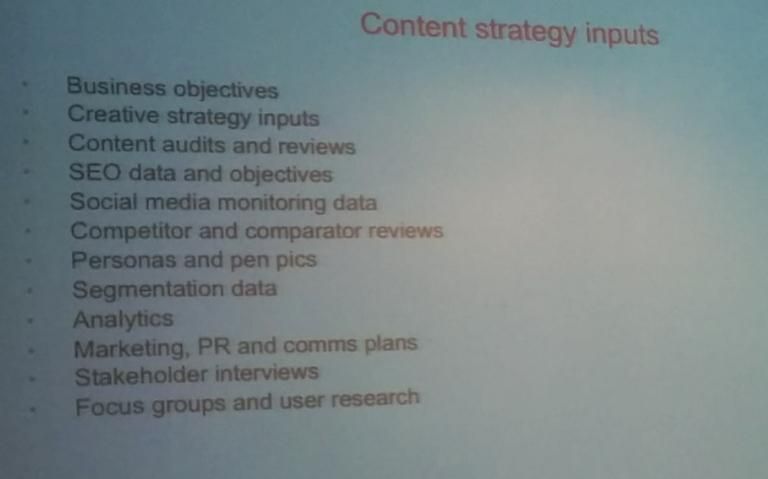 Content strategy inputs
Business objectives
Creative strategy inputs
Content audits and reviews
SEO data and objectives
Social media monitoring data
Competitor and comparator reviews
Personas and pen pics
Segmentation data
Analytics
Marketing, PR and comms plans
Stakeholder interviews
Focus groups and user research